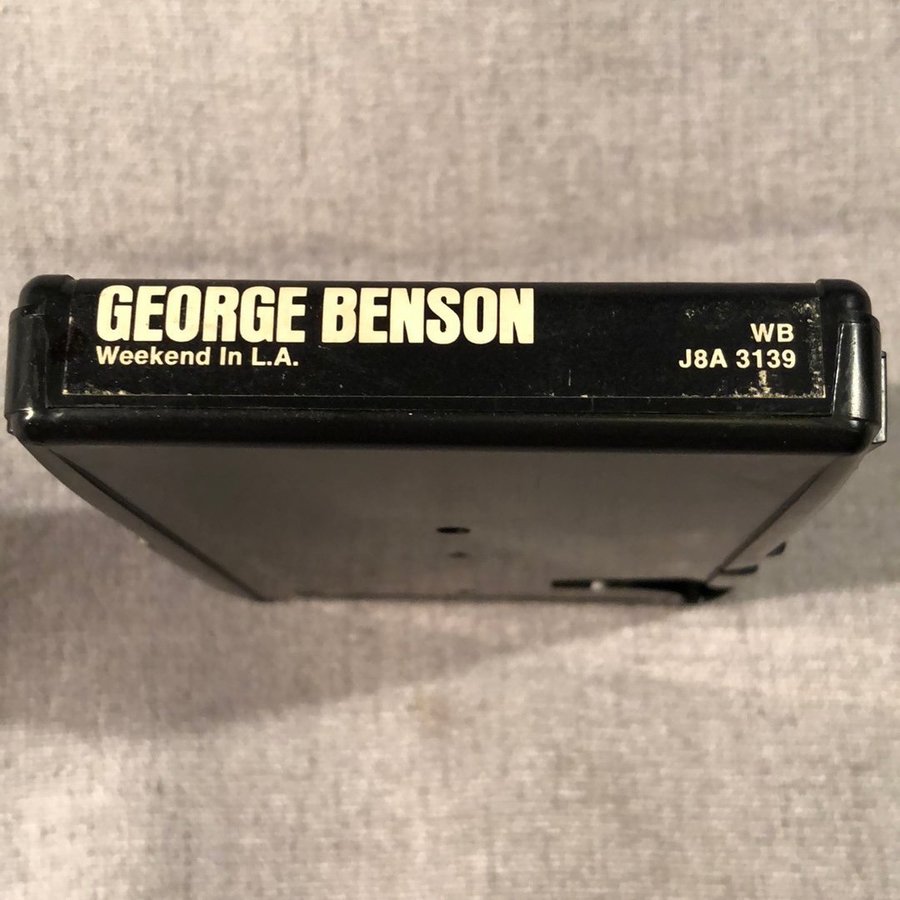 GEORGE BENSON
Weekend In L.A.
WB
J8A 3139